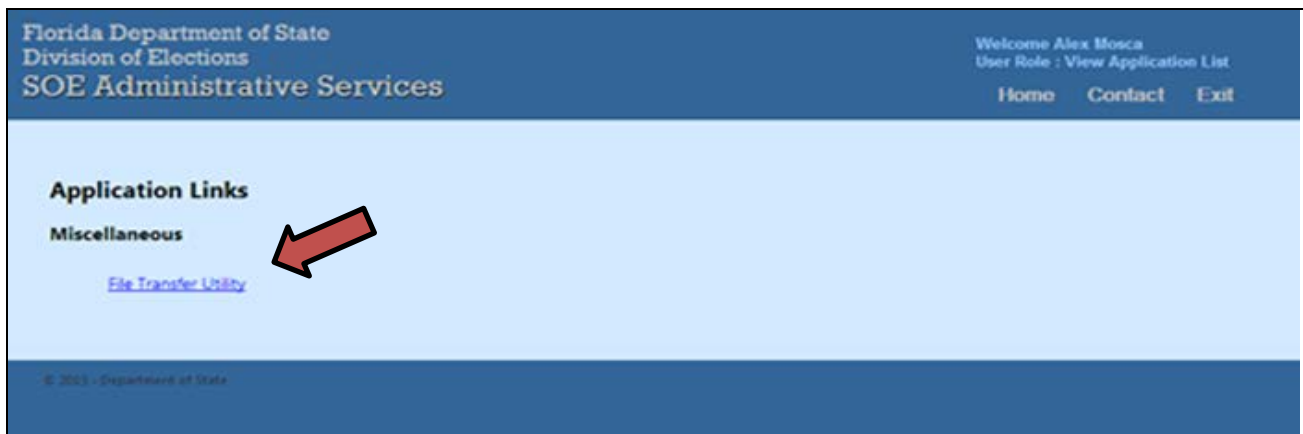 Florida Department of State
Division of Elections
SOE Administrative Services
Welcome Alex Mosca
User Role : View Application List
Home Contact Exit
Application Links
Miscellaneous
File Transfer Utility
© - Department of State